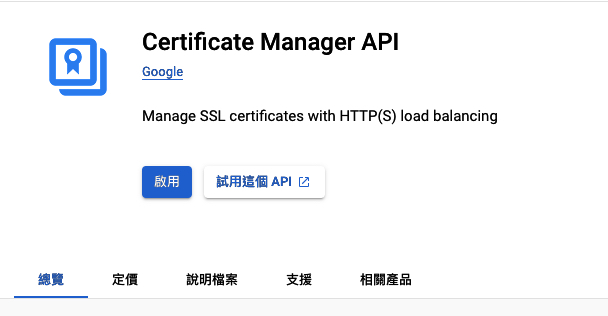 Certificate Manager API
Google
Manage SSL certificates with HTTP(S) load balancing
啟用 試用這個 API
總覽 定價 說明檔案 支援 相關產品